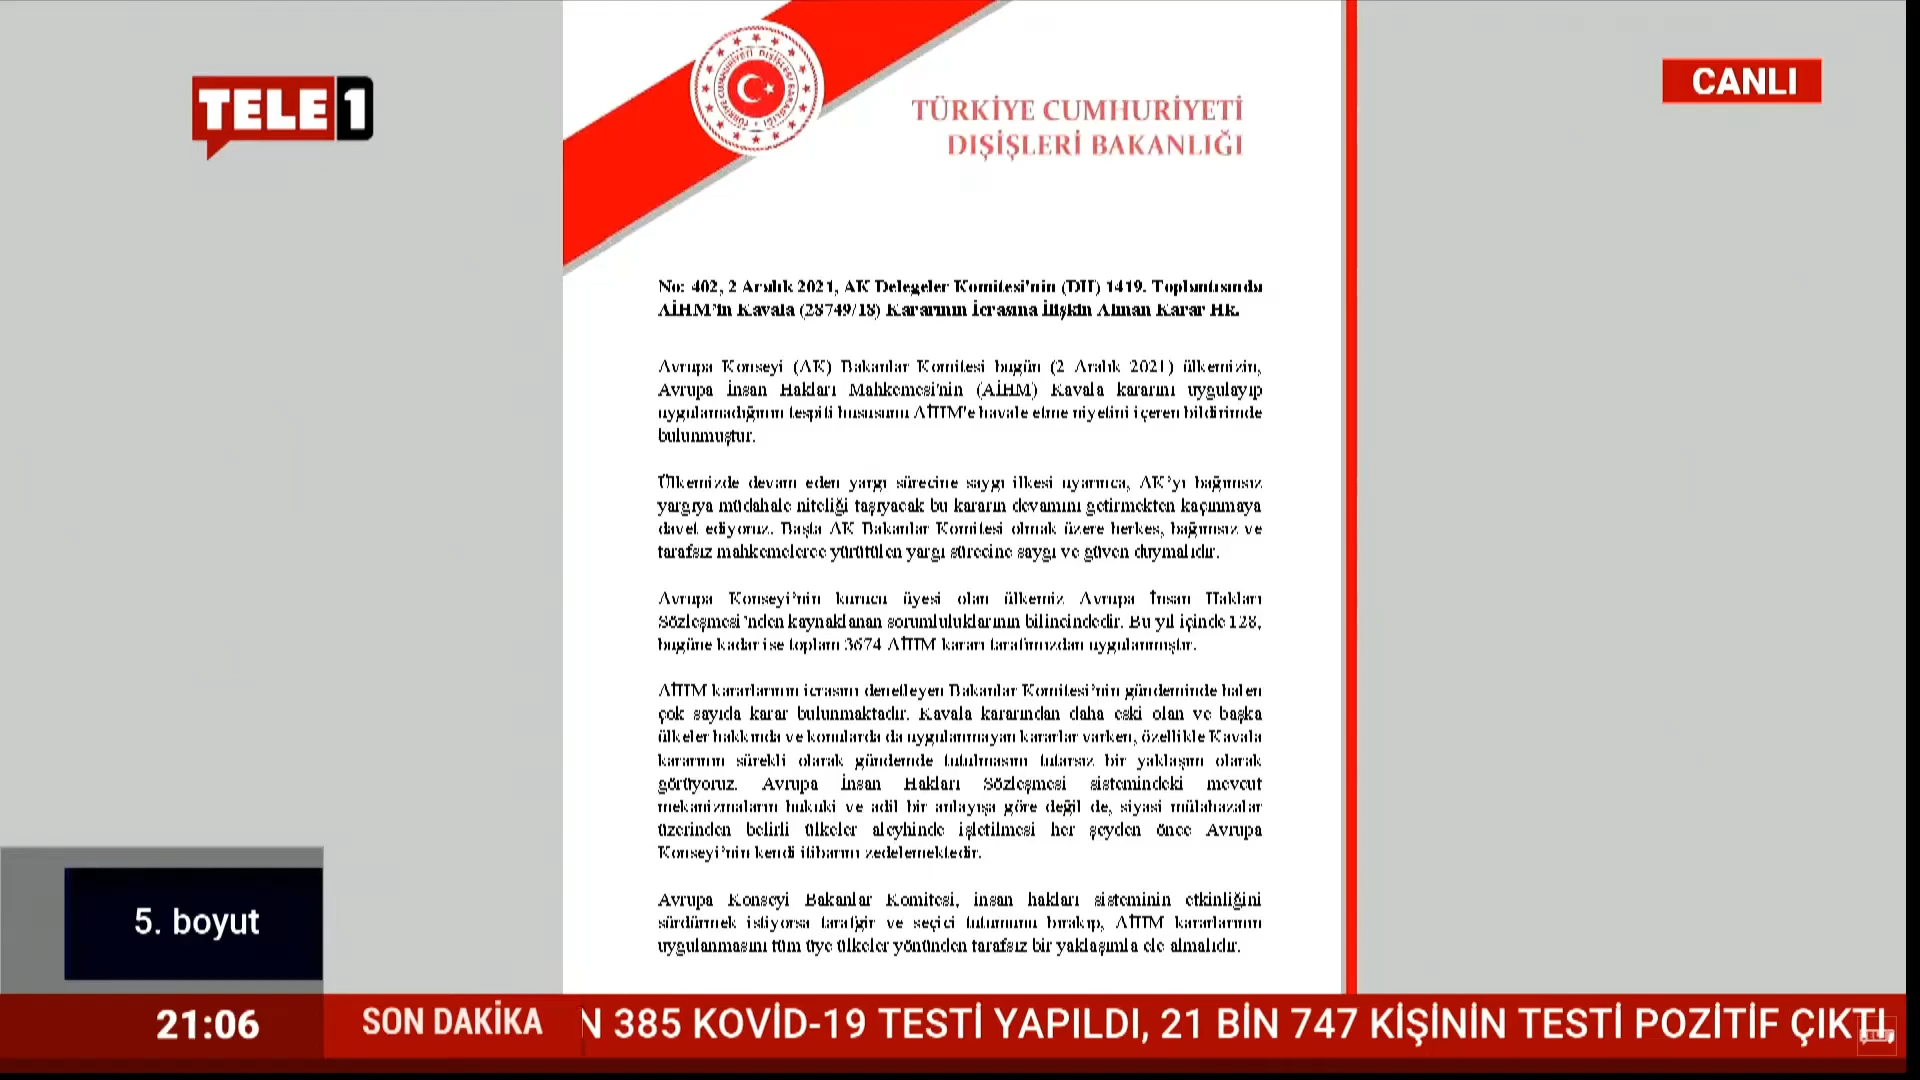 TELE1
CANLI
TÜRKİYE CUMHURİYETİ
DIŞİŞLERİ BAKANLIĞI
No: 402, 2 Aralık 2021, AK Delegeler Komitesi'nin (DH) 1419. Toplantısında
AİHM'in Kavala (28749/18) Kararının İcrasına İlişkin Alınan Karar Hk.
Avrupa Konseyi (AK) Bakanlar Komitesi bugün (2 Aralık 2021) ülkemizin,
Avrupa İnsan Hakları Mahkemesi'nin (AİHM) Kavala kararını uygulayıp
uygulamadığının tespiti hususunu AİHM'e havale etme niyetini içeren bildirimde
bulunmuştur.
Ülkemizde devam eden yargı sürecine saygı ilkesi uyarınca, AK'yı bağımsız
yargıya müdahale niteliği taşıyacak bu kararın devamını getirmekten kaçınmaya
davet ediyoruz. Başta AK Bakanlar Komitesi olmak üzere herkes, bağımsız ve
tarafsız mahkemelerce yürütülen yargı sürecine saygı ve güven duymalıdır.
Avrupa Konseyi'nin kurucu üyesi olan ülkemiz Avrupa İnsan Hakları
Sözleşmesi'nden kaynaklanan sorumluluklarının bilincindedir. Bu yıl içinde 128,
bugüne kadar ise toplam 3674 AİHM kararı tarafımızdan uygulanmıştır.
AİHM kararlarının icrasını denetleyen Bakanlar Komitesi'nin gündeminde halen
çok sayıda karar bulunmaktadır. Kavala kararından daha eski olan ve başka
ülkeler hakkında ve konularda da uygulanmayan kararlar varken, özellikle Kavala
kararının sürekli olarak gündemde tutulmasını tutarsız bir yaklaşım olarak
görüyoruz. Avrupa İnsan Hakları Sözleşmesi sistemindeki mevcut
mekanizmaların hukuki ve adil bir anlayışa göre değil de, siyasi mülahazalar
üzerinden belirli ülkeler aleyhinde işletilmesi her şeyden önce Avrupa
Konseyi'nin kendi itibarını zedelemektedir.
Avrupa Konseyi Bakanlar Komitesi, insan hakları sisteminin etkinliğini
sürdürmek istiyorsa tarafgir ve seçici tutumunu bırakıp, AİHM kararlarının
uygulanmasını tüm üye ülkeler yönünden tarafsız bir yaklaşımla ele almalıdır.
5. boyut
21:06
SON DAKİKA
N 385 KOVİD-19 TESTİ YAPILDI, 21 BİN 747 KİŞİNİN TESTİ POZİTİF ÇIKTI